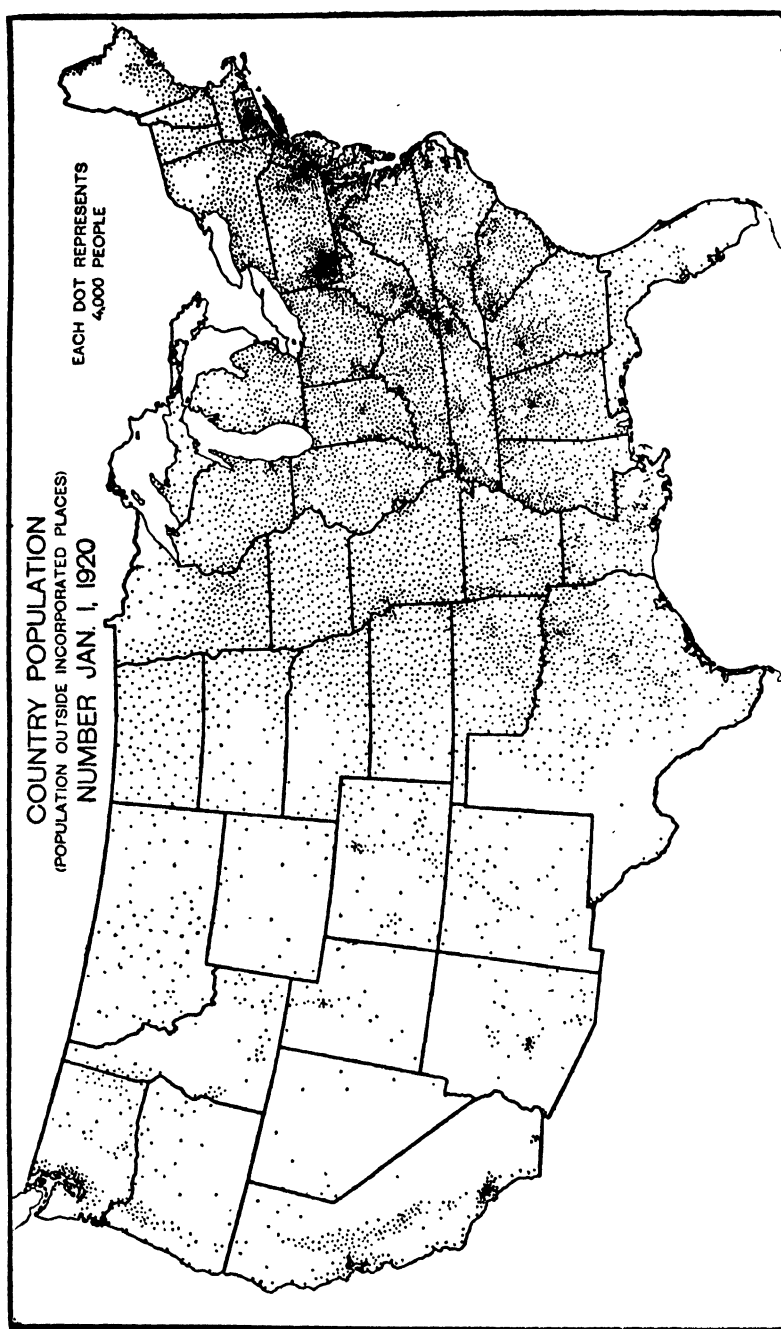 COUNTRY POPULATION
(POPULATION OUTSIDE INCORPORATED PLACES)
NUMBER JAN. 1, 1920
EACH DOT REPRESENTS
4,000 PEOPLE